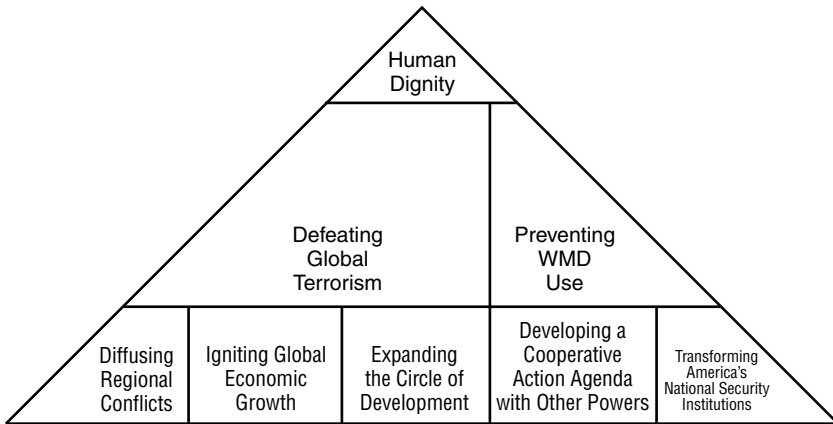 Human
Dignity
Defeating
Global
Terrorism
Preventing
WMD
Use
Diffusing
Regional
Conflicts
Igniting Global
Economic
Growth
Expanding
the Circle of
Development
Developing a
Cooperative
Action Agenda
with Other Powers
Transforming
America's
National Security
Institutions